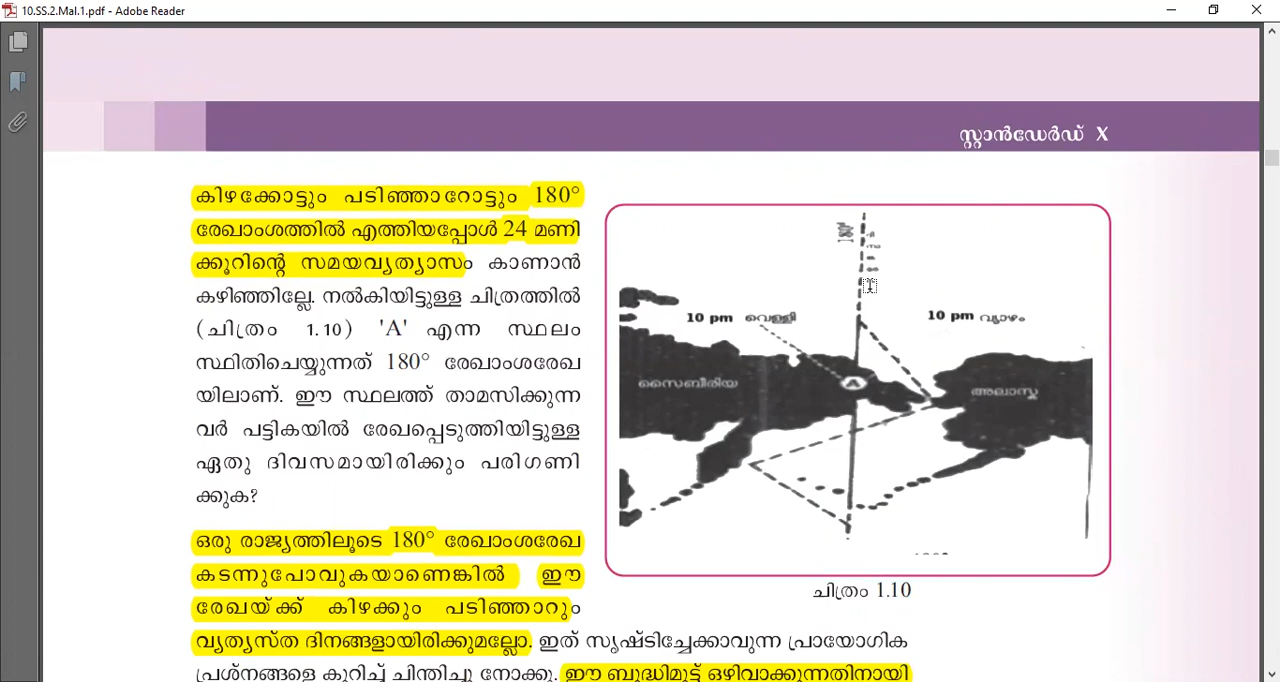 10.SS.2.Mal.1.pdf - Adobe Reader
സ്റ്റാൻഡേർഡ് X
കിഴക്കോട്ടും പടിഞ്ഞാറോട്ടും 180°
രേഖാംശത്തിൽ എത്തിയപ്പോൾ 24 മണി
ക്കൂറിന്റെ സമയവ്യത്യാസം കാണാൻ
കഴിഞ്ഞില്ലേ. നൽകിയിട്ടുള്ള ചിത്രത്തിൽ
(ചിത്രം 1.10) 'A' എന്ന സ്ഥലം
സ്ഥിതിചെയ്യുന്നത് 180° രേഖാംശരേഖ
യിലാണ്. ഈ സ്ഥലത്ത് താമസിക്കുന്ന
വർ പട്ടികയിൽ രേഖപ്പെടുത്തിയിട്ടുള്ള
ഏതു ദിവസമായിരിക്കും പരിഗണി
ക്കുക?
ഒരു രാജ്യത്തിലൂടെ 180° രേഖാംശരേഖ
കടന്നുപോവുകയാണെങ്കിൽ ഈ
രേഖയ്ക്ക് കിഴക്കും പടിഞ്ഞാറും
വ്യത്യസ്ത ദിനങ്ങളായിരിക്കുമല്ലോ. ഇത് സൃഷ്ടിച്ചേക്കാവുന്ന പ്രായോഗിക
പ്രശ്നങ്ങളെ കുറിച്ച് ചിന്തിച്ചു നോക്കൂ. ഈ ബുദ്ധിമുട്ട് ഒഴിവാക്കുന്നതിനായി
180°
10 pm വെള്ളി
10 pm വ്യാഴം
സൈബീരിയ
A
അലാസ്ക
ചിത്രം 1.10